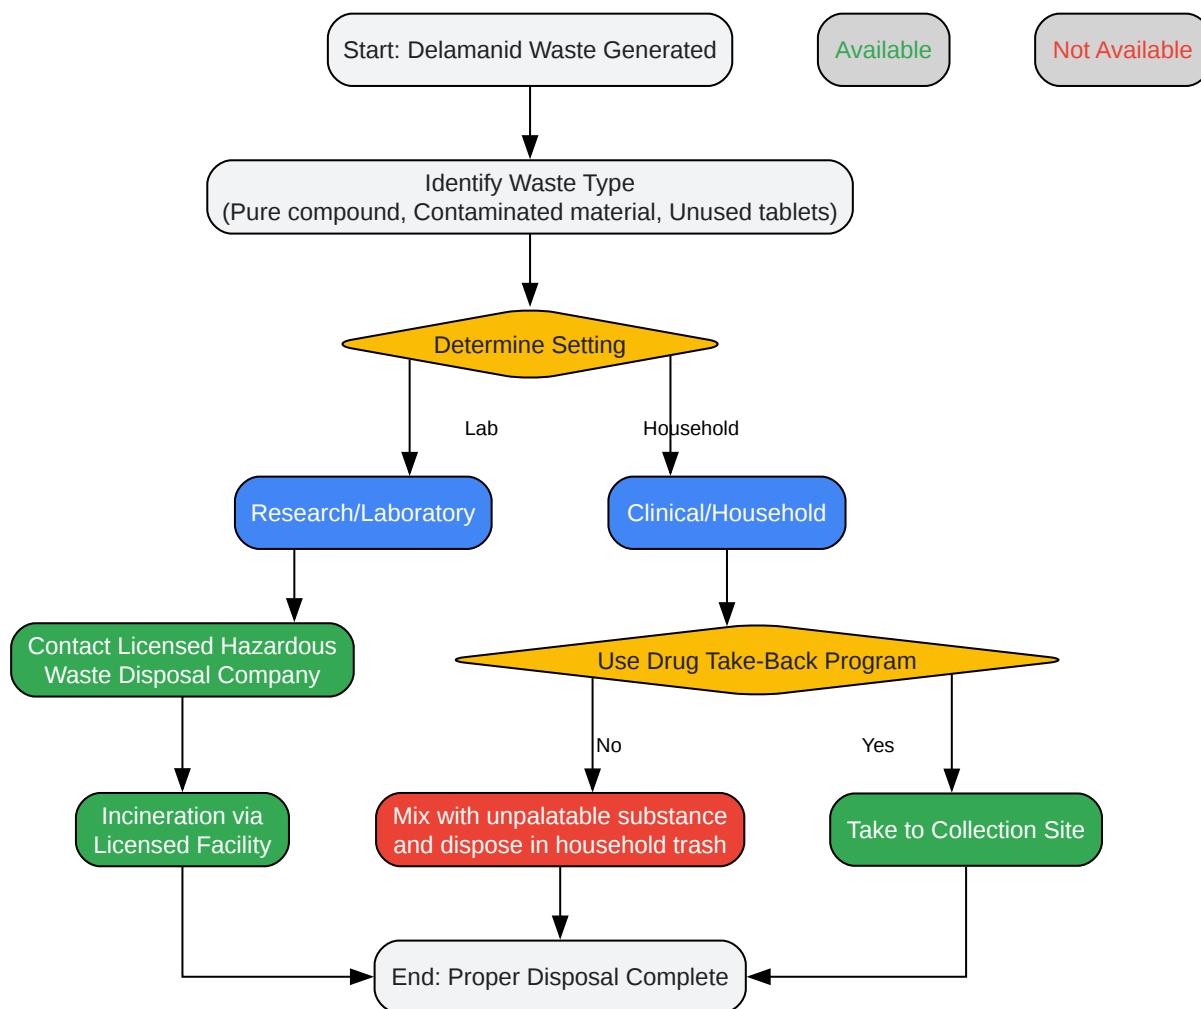 Start: Delamanid Waste Generated
Available
Not Available
Identify Waste Type
(Pure compound, Contaminated material, Unused tablets)
Determine Setting
Lab
Household
Research/Laboratory
Clinical/Household
Contact Licensed Hazardous
Waste Disposal Company
Use Drug Take-Back Program
No
Yes
Incineration via
Licensed Facility
Mix with unpalatable substance
and dispose in household trash
Take to Collection Site
End: Proper Disposal Complete